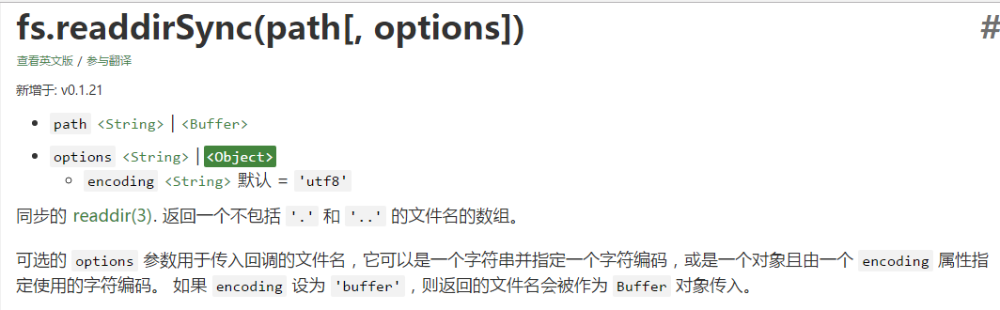 fs.readdirSync(path[, options])
#
查看英文版 / 参与翻译
新增于: v0.1.21
• path <String> | <Buffer>
• options <String> | <Object>
◦ encoding <String> 默认 = 'utf8'
同步的 readdir(3). 返回一个不包括 '.' 和 '..' 的文件名的数组。
可选的 options 参数用于传入回调的文件名，它可以是一个字符串并指定一个字符编码，或是一个对象且由一个 encoding 属性指
定使用的字符编码。 如果 encoding 设为 'buffer'，则返回的文件名会被作为 Buffer 对象传入。